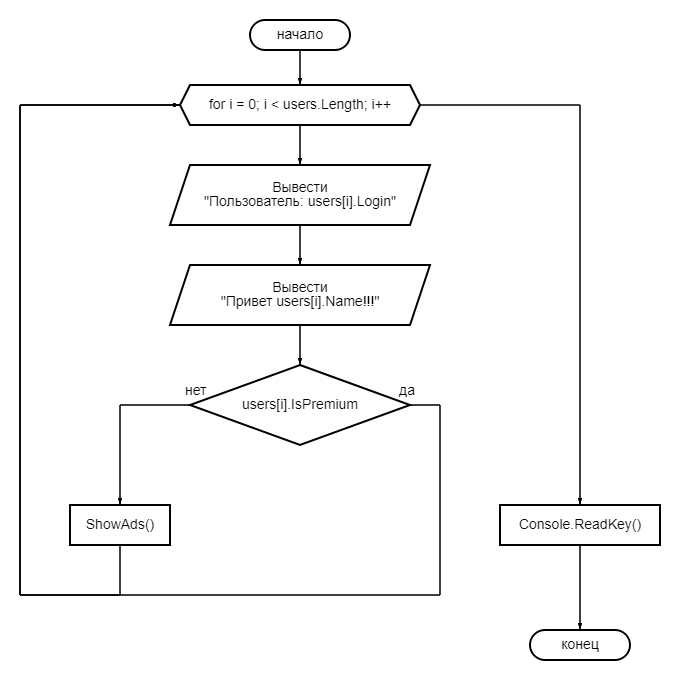 начало
for i = 0; i < users.Length; i++
Вывести
"Пользователь: users[i].Login"
Вывести
"Привет users[i].Name!!!"
нет
да
users[i].IsPremium
ShowAds()
Console.ReadKey()
конец